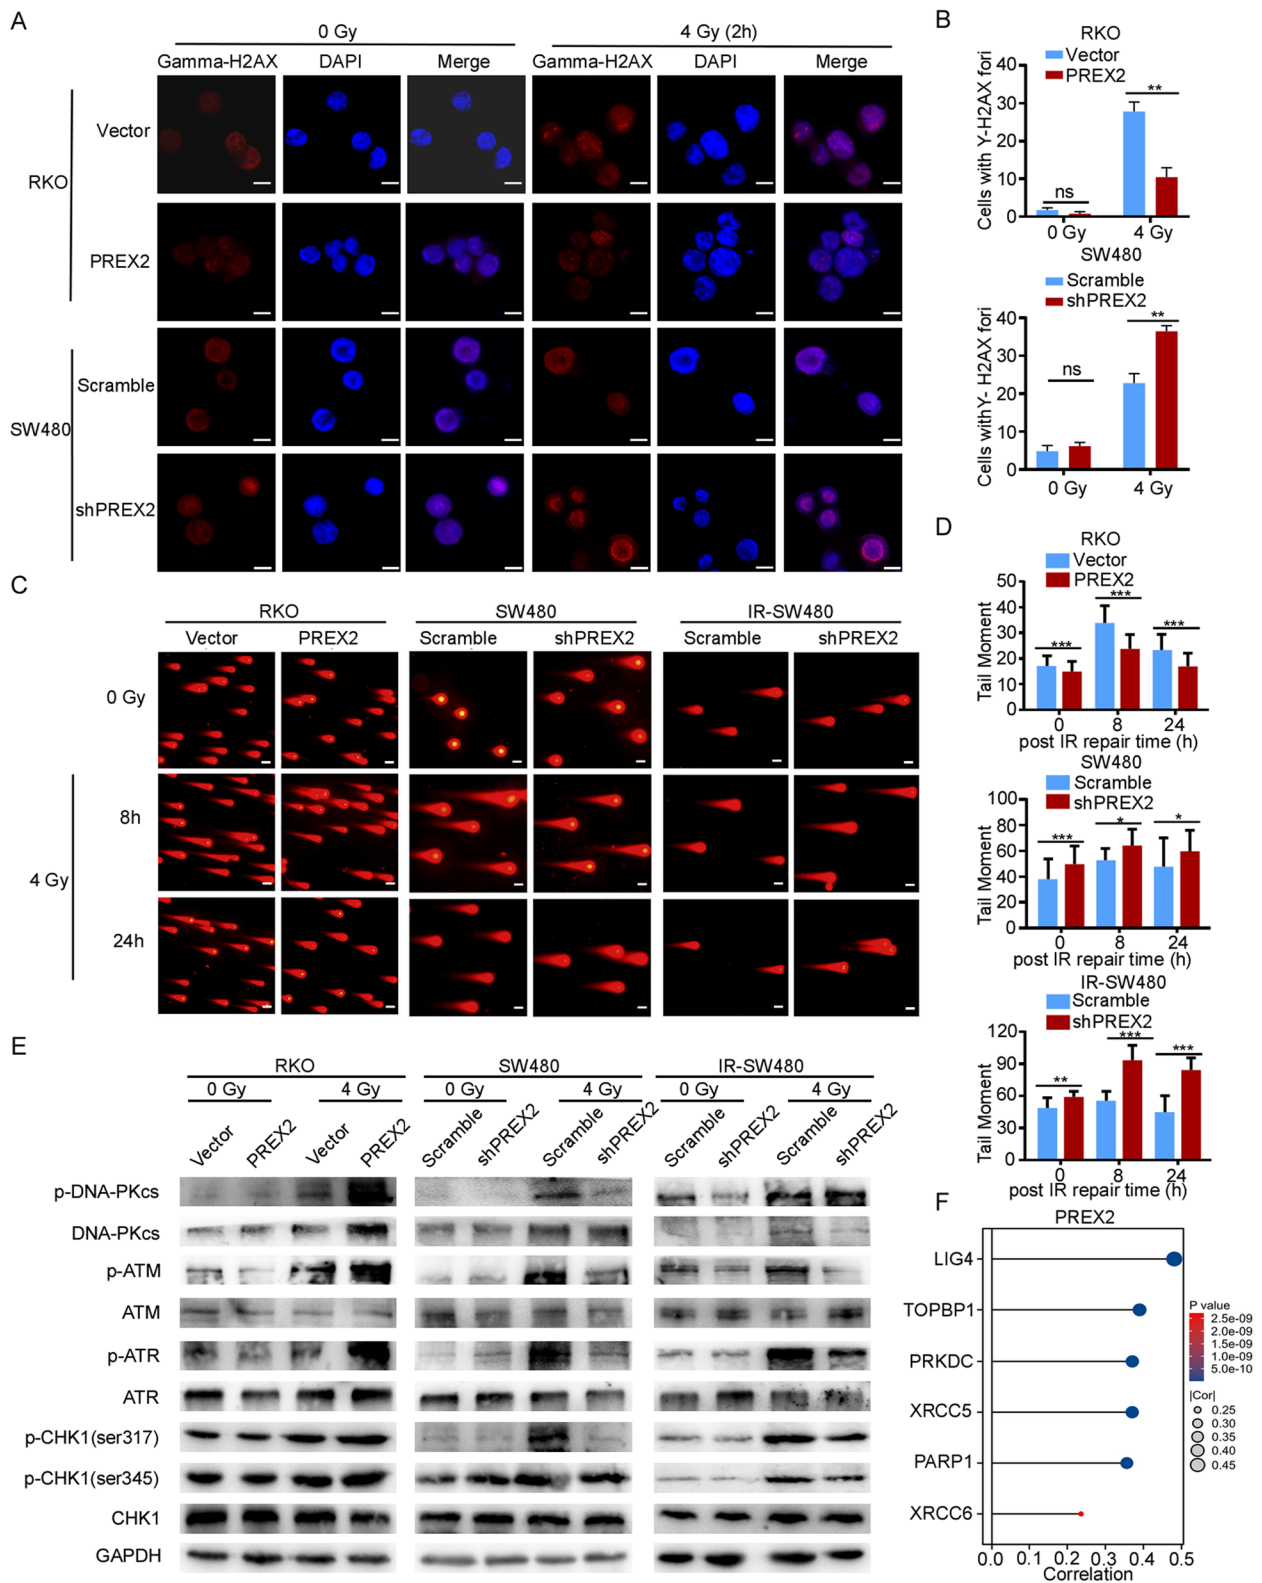 A
0 Gy
4 Gy (2h)
Gamma-H2AX DAPI Merge Gamma-H2AX DAPI Merge
RKO
Vector
PREX2
SW480
Scramble
shPREX2
B
RKO
Vector
PREX2
Cells with Y-H2AX fori
40
30
20
10
0
ns
**
0 Gy 4 Gy
SW480
Scramble
shPREX2
Cells withY- H2AX fori
40
30
20
10
0
ns
**
0 Gy 4 Gy
C
RKO SW480 IR-SW480
Vector PREX2 Scramble shPREX2 Scramble shPREX2
0 Gy
4 Gy
8h
24h
D
RKO
Vector
PREX2
Tail Moment
50
40
30
20
10
0
*** *** ***
0 8 24
post IR repair time (h)
SW480
Scramble
shPREX2
Tail Moment
100
80
60
40
20
0
*** * *
0 8 24
post IR repair time (h)
IR-SW480
Scramble
shPREX2
Tail Moment
120
90
60
30
0
** *** ***
0 8 24
post IR repair time (h)
E
RKO SW480 IR-SW480
0 Gy 4 Gy 0 Gy 4 Gy 0 Gy 4 Gy
Vector PREX2 Vector PREX2 Scramble shPREX2 Scramble shPREX2 Scramble shPREX2 Scramble shPREX2
p-DNA-PKcs
DNA-PKcs
p-ATM
ATM
p-ATR
ATR
p-CHK1(ser317)
p-CHK1(ser345)
CHK1
GAPDH
F
PREX2
LIG4
TOPBP1
PRKDC
XRCC5
PARP1
XRCC6
0.0 0.1 0.2 0.3 0.4 0.5
Correlation
P value
2.5e-09
2.0e-09
1.5e-09
1.0e-09
5.0e-10
|Cor|
0.25
0.30
0.35
0.40
0.45